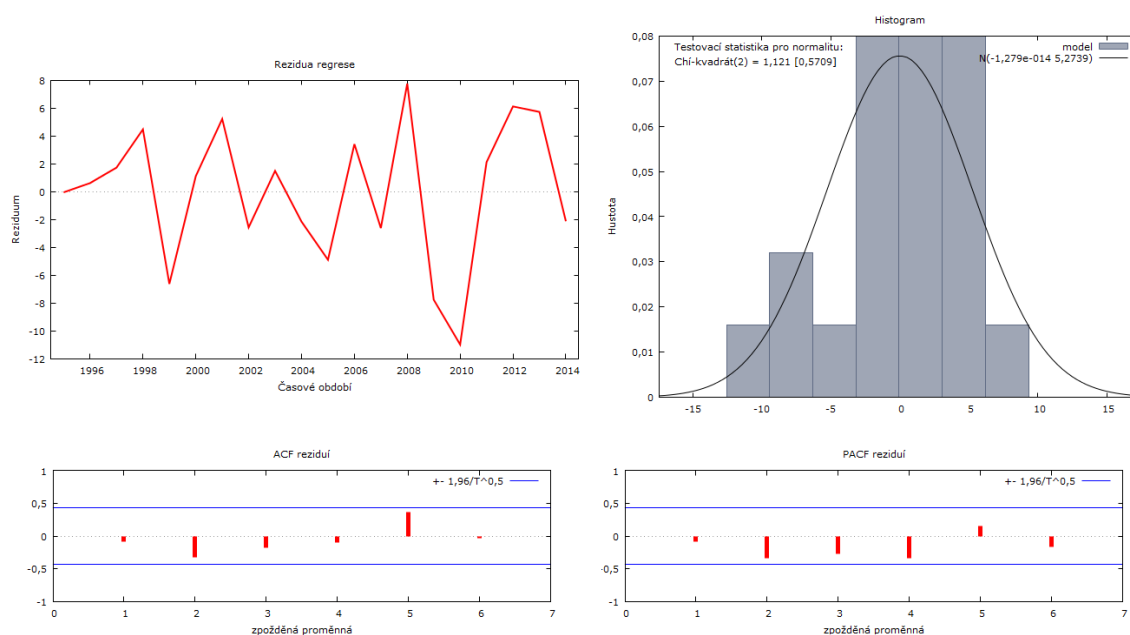 Rezidua regrese
8
6
4
2
0
-2
-4
-6
-8
-10
-12
Reziduum
1996 1998 2000 2002 2004 2006 2008 2010 2012 2014
Časové období
Histogram
Testovací statistika pro normalitu:
Chí-kvadrát(2) = 1,121 [0,5709]
model
N(-1,279e-014 5,2739)
0,08
0,07
0,06
0,05
0,04
0,03
0,02
0,01
0
Hustota
-15 -10 -5 0 5 10 15
ACF reziduí
+- 1,96/T^0,5
1
0,5
0
-0,5
-1
0 1 2 3 4 5 6 7
zpožděná proměnná
PACF reziduí
+- 1,96/T^0,5
1
0,5
0
-0,5
-1
0 1 2 3 4 5 6 7
zpožděná proměnná